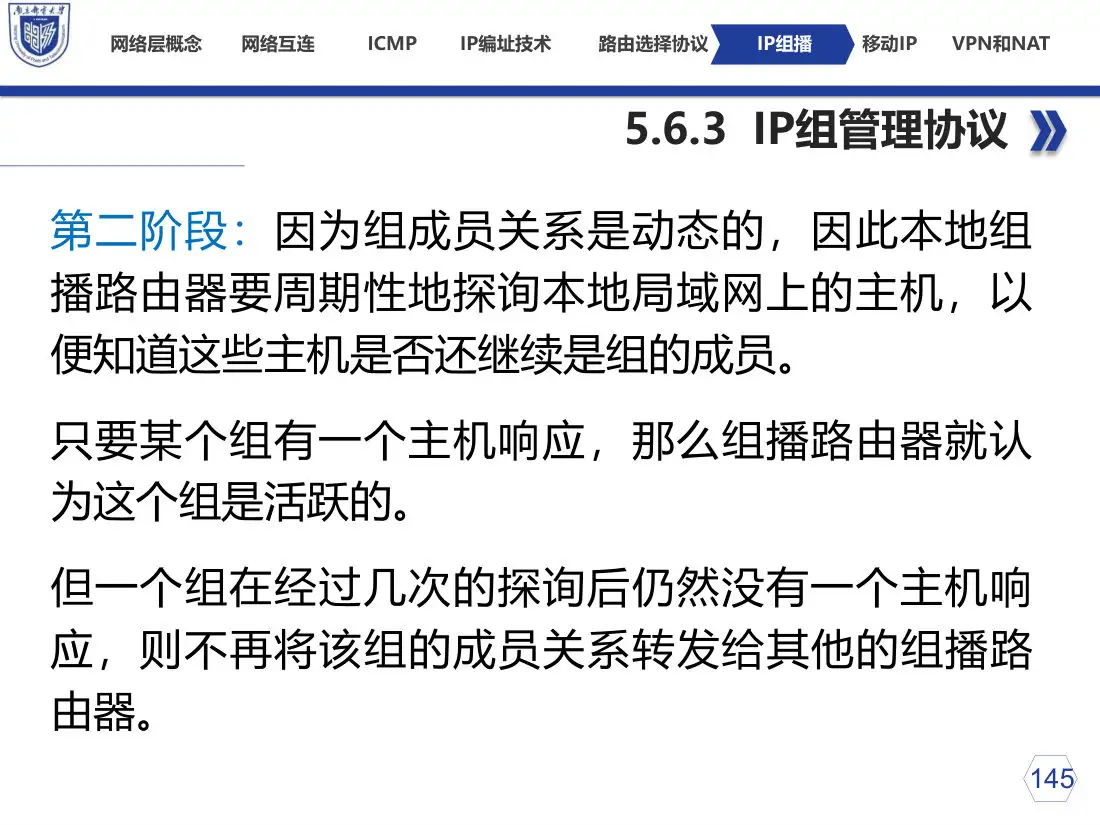 南京邮电大学
网络层概念 网络互连 ICMP IP编址技术 路由选择协议 IP组播 移动IP VPN和NAT
5.6.3 IP组管理协议
第二阶段：因为组成员关系是动态的，因此本地组
播路由器要周期性地探询本地局域网上的主机，以
便知道这些主机是否还继续是组的成员。
只要某个组有一个主机响应，那么组播路由器就认
为这个组是活跃的。
但一个组在经过几次的探询后仍然没有一个主机响
应，则不再将该组的成员关系转发给其他的组播路
由器。
145